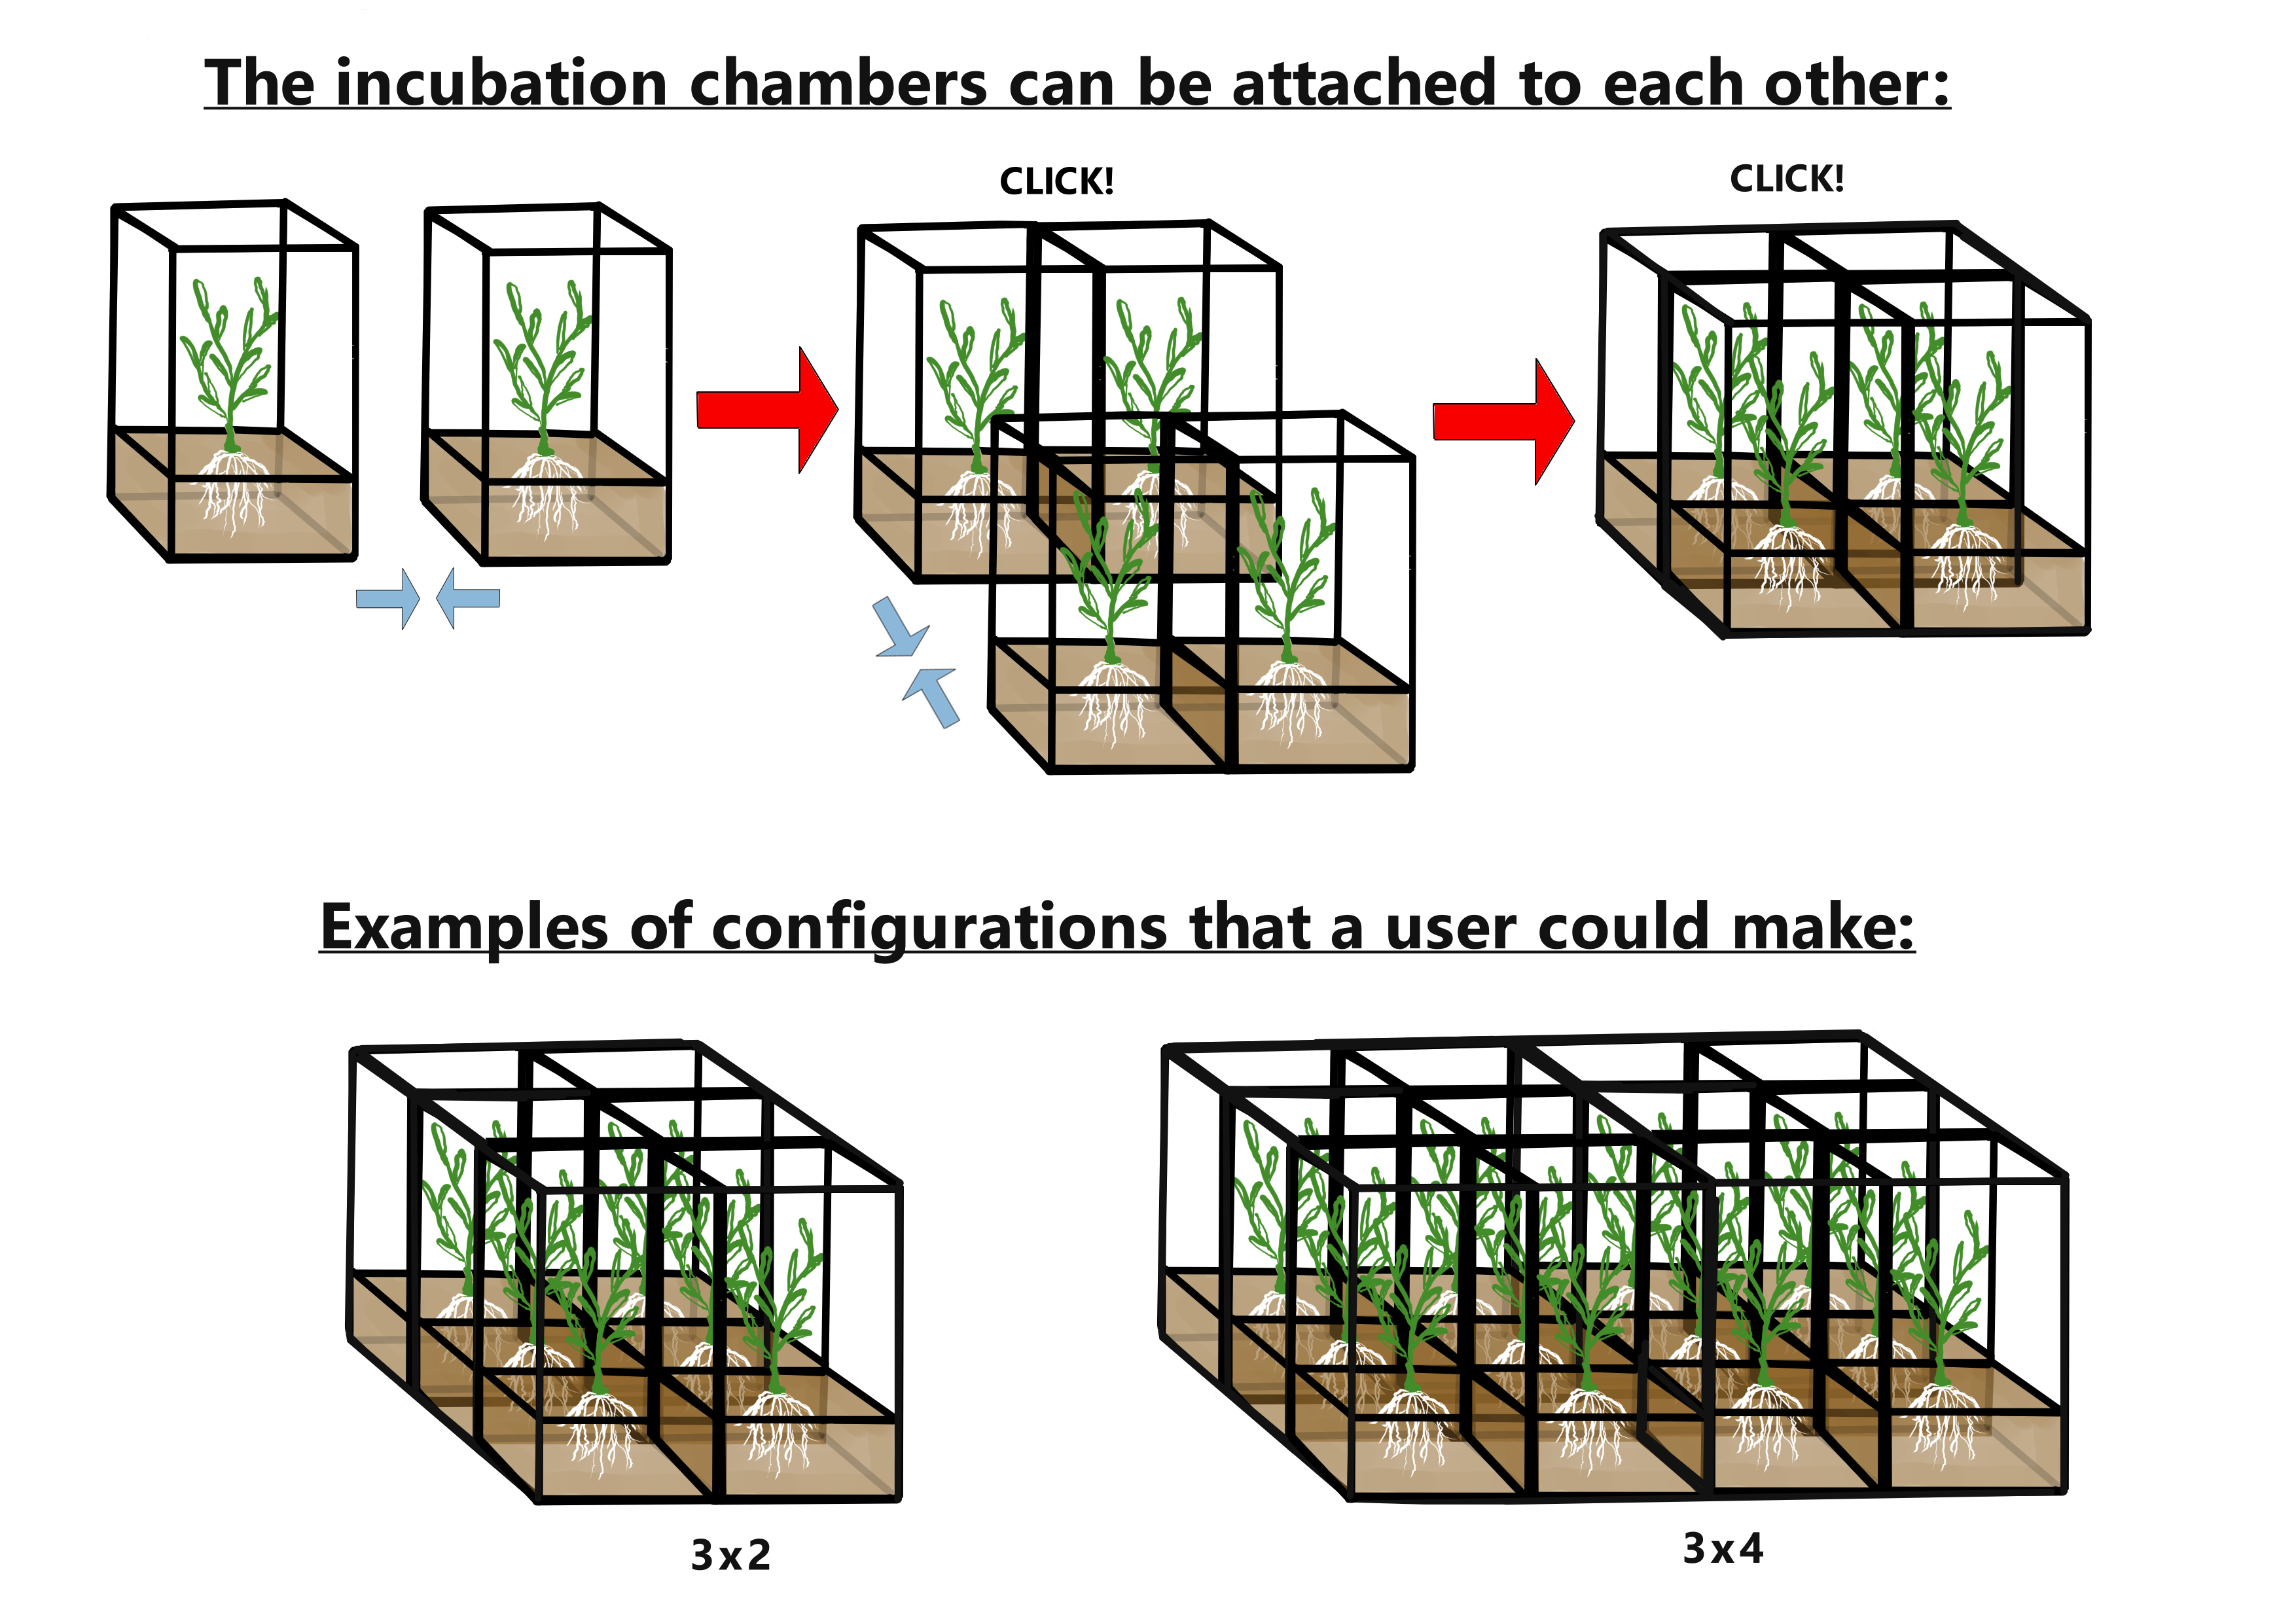 The incubation chambers can be attached to each other:
CLICK!
CLICK!
Examples of configurations that a user could make:
3x2
3x4